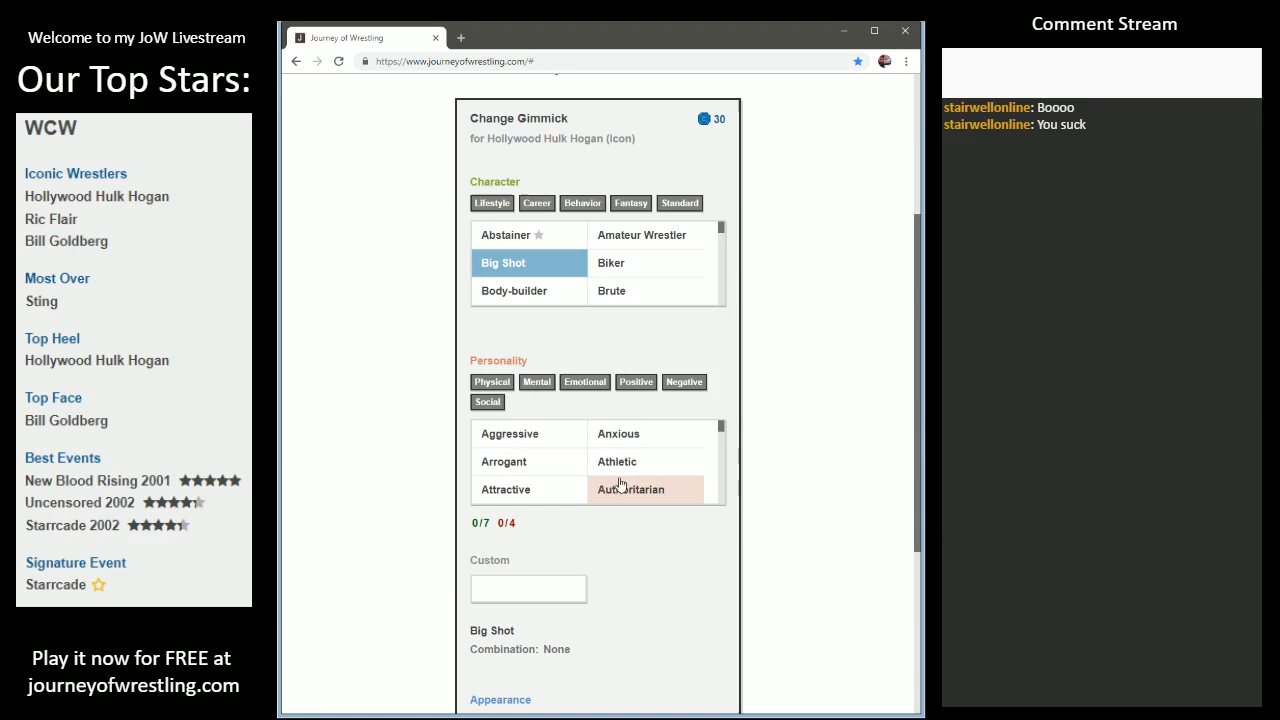 Welcome to my JoW Livestream
Our Top Stars:
WCW
Iconic Wrestlers
Hollywood Hulk Hogan
Ric Flair
Bill Goldberg
Most Over
Sting
Top Heel
Hollywood Hulk Hogan
Top Face
Bill Goldberg
Best Events
New Blood Rising 2001
Uncensored 2002
Starrcade 2002
Signature Event
Starrcade
Play it now for FREE at
journeyofwrestling.com
Journey of Wrestling
https://www.journeyofwrestling.com/#
Change Gimmick
30
for Hollywood Hulk Hogan (Icon)
Character
Lifestyle Career Behavior Fantasy Standard
Abstainer Amateur Wrestler
Big Shot Biker
Body-builder Brute
Personality
Physical Mental Emotional Positive Negative
Social
Aggressive Anxious
Arrogant Athletic
Attractive Authoritarian
0/7 0/4
Custom
Big Shot
Combination: None
Appearance
Comment Stream
stairwellonline: Boooo
stairwellonline: You suck